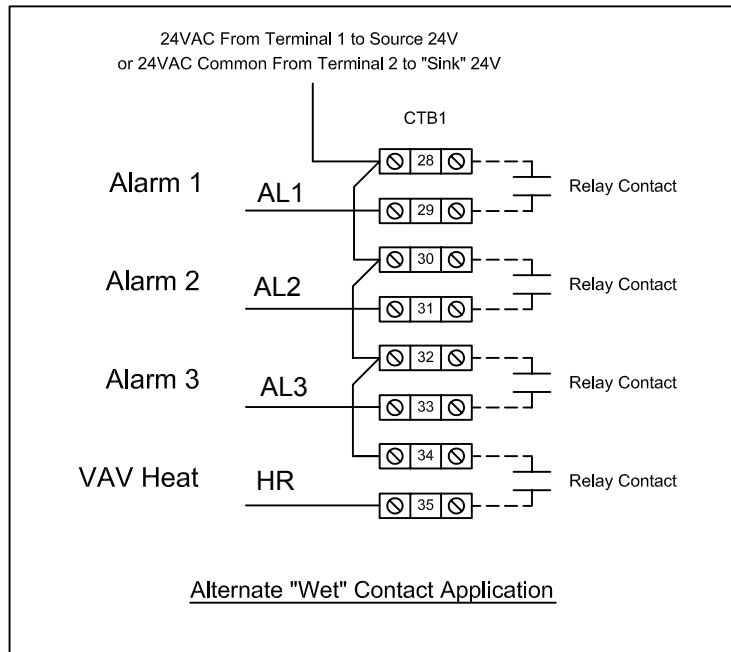 24VAC From Terminal 1 to Source 24V
or 24VAC Common From Terminal 2 to "Sink" 24V
CTB1
28
Alarm 1
AL1
Relay Contact
29
30
Alarm 2
AL2
Relay Contact
31
32
Alarm 3
AL3
Relay Contact
33
34
VAV Heat
HR
Relay Contact
35
Alternate "Wet" Contact Application